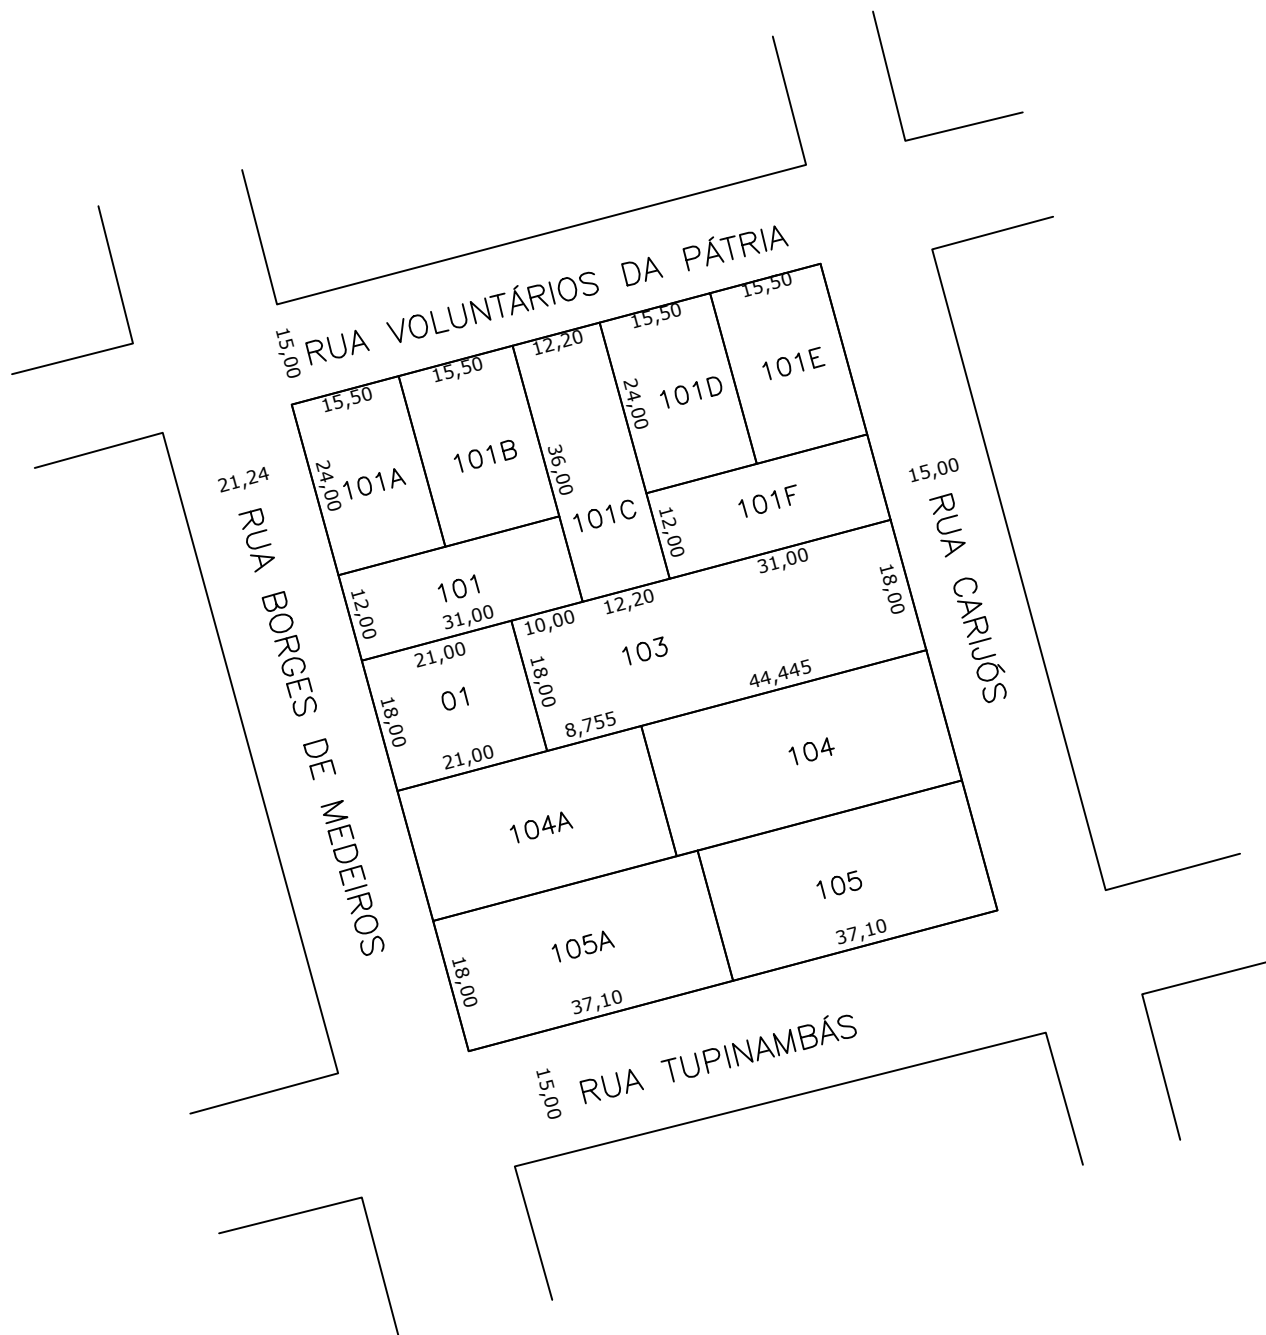 RUA VOLUNTÁRIOS DA PÁTRIA
15,00
15,50
15,50
12,20
15,50
15,50
24,00
101A
101B
36,00
101C
24,00
101D
101E
21,24
RUA BORGES DE MEDEIROS
15,00
RUA CARIJÓS
12,00
101
31,00
12,00
101F
31,00
21,00
10,00
12,20
18,00
18,00
01
18,00
103
21,00
8,755
44,445
104A
104
105A
105
18,00
37,10
37,10
15,00
RUA TUPINAMBÁS